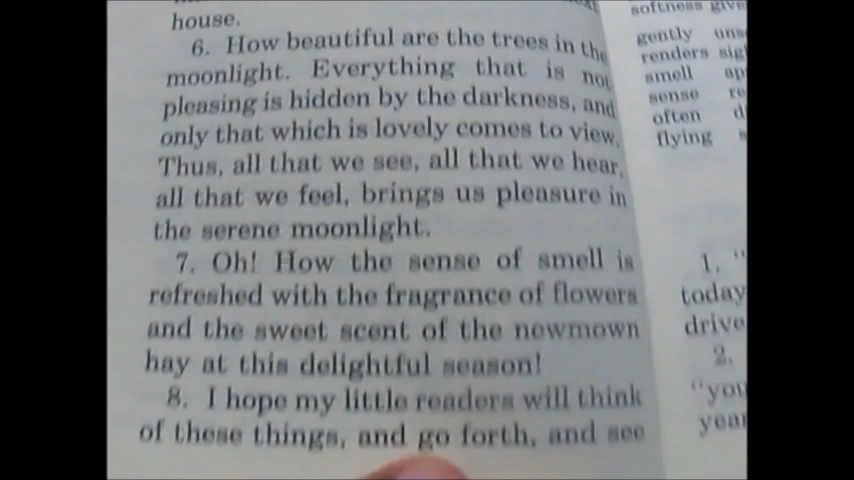 house.
6. How beautiful are the trees in the
moonlight. Everything that is not
pleasing is hidden by the darkness, and
only that which is lovely comes to view.
Thus, all that we see, all that we hear,
all that we feel, brings us pleasure in
the serene moonlight.
7. Oh! How the sense of smell is
refreshed with the fragrance of flowers
and the sweet scent of the newmown
hay at this delightful season!
8. I hope my little readers will think
of these things, and go forth, and see
softness
gently
renders
smell
sense
often
flying
1. "
today
drive
2.
"you